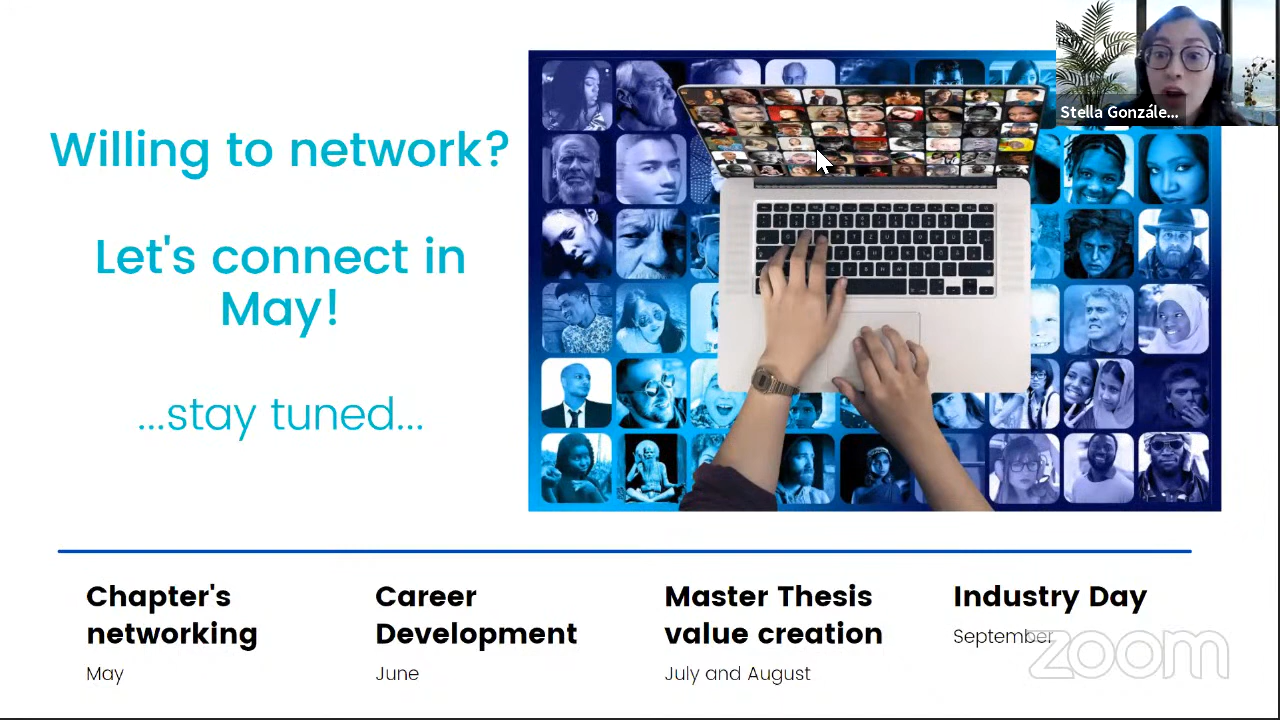 Stella Gonzále...
Willing to network?
Let's connect in
May!
...stay tuned...
Chapter's
networking
May
Career
Development
June
Master Thesis
value creation
July and August
Industry Day
September
zoom